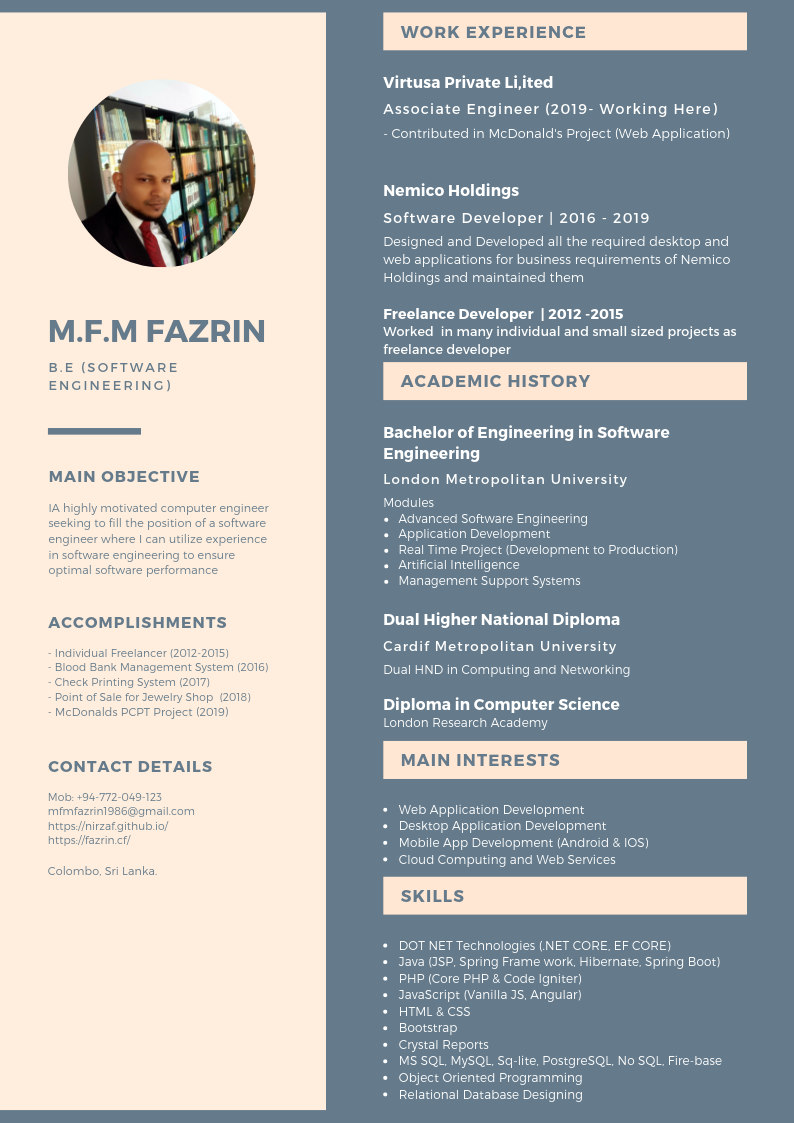 M.F.M FAZRIN
B.E (SOFTWARE
ENGINEERING)
MAIN OBJECTIVE
IA highly motivated computer engineer
seeking to fill the position of a software
engineer where I can utilize experience
in software engineering to ensure
optimal software performance
ACCOMPLISHMENTS
- Individual Freelancer (2012-2015)
- Blood Bank Management System (2016)
- Check Printing System (2017)
- Point of Sale for Jewelry Shop  (2018)
- McDonalds PCPT Project (2019)
CONTACT DETAILS
Mob: +94-772-049-123
mfmfazrin1986@gmail.com
https://nirzaf.github.io/
https://fazrin.cf/
Colombo, Sri Lanka.
WORK EXPERIENCE
Virtusa Private Li,ited
Associate Engineer (2019- Working Here)
- Contributed in McDonald's Project (Web Application)
Nemico Holdings
Software Developer | 2016 - 2019
Designed and Developed all the required desktop and
web applications for business requirements of Nemico
Holdings and maintained them
Freelance Developer  | 2012 -2015
Worked  in many individual and small sized projects as
freelance developer
ACADEMIC HISTORY
Bachelor of Engineering in Software
Engineering
London Metropolitan University
Modules
• Advanced Software Engineering
• Application Development
• Real Time Project (Development to Production)
• Artificial Intelligence
• Management Support Systems
Dual Higher National Diploma
Cardif Metropolitan University
Dual HND in Computing and Networking
Diploma in Computer Science
London Research Academy
MAIN INTERESTS
• Web Application Development
• Desktop Application Development
• Mobile App Development (Android & IOS)
• Cloud Computing and Web Services
SKILLS
• DOT NET Technologies (.NET CORE, EF CORE)
• Java (JSP, Spring Frame work, Hibernate, Spring Boot)
• PHP (Core PHP & Code Igniter)
• JavaScript (Vanilla JS, Angular)
• HTML & CSS
• Bootstrap
• Crystal Reports
• MS SQL, MySQL, Sq-lite, PostgreSQL, No SQL, Fire-base
• Object Oriented Programming
• Relational Database Designing